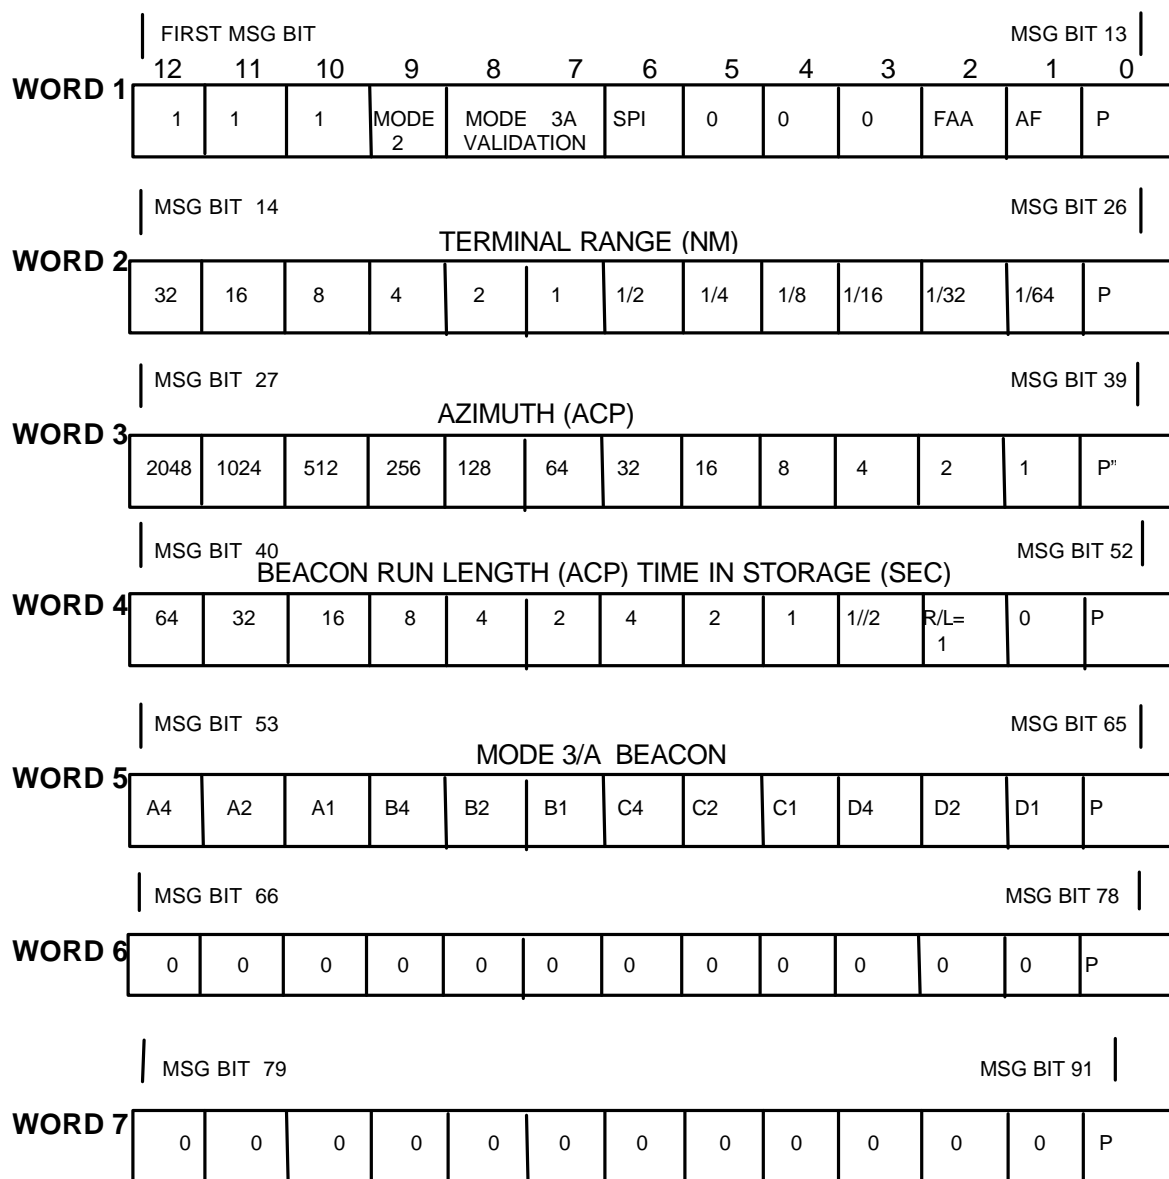 FIRST MSG BIT MSG BIT 13
12 11 10 9 8 7 6 5 4 3 2 1 0
WORD 1
1 1 1 MODE 2 MODE 3A VALIDATION SPI 0 0 0 FAA AF P
MSG BIT 14 MSG BIT 26
TERMINAL RANGE (NM)
WORD 2
32 16 8 4 2 1 1/2 1/4 1/8 1/16 1/32 1/64 P
MSG BIT 27 MSG BIT 39
AZIMUTH (ACP)
WORD 3
2048 1024 512 256 128 64 32 16 8 4 2 1 P"
MSG BIT 40 MSG BIT 52
BEACON RUN LENGTH (ACP) TIME IN STORAGE (SEC)
WORD 4
64 32 16 8 4 2 4 2 1 1//2 R/L= 1 0 P
MSG BIT 53 MSG BIT 65
MODE 3/A BEACON
WORD 5
A4 A2 A1 B4 B2 B1 C4 C2 C1 D4 D2 D1 P
MSG BIT 66 MSG BIT 78
WORD 6
0 0 0 0 0 0 0 0 0 0 0 0 P
MSG BIT 79 MSG BIT 91
WORD 7
0 0 0 0 0 0 0 0 0 0 0 0 P